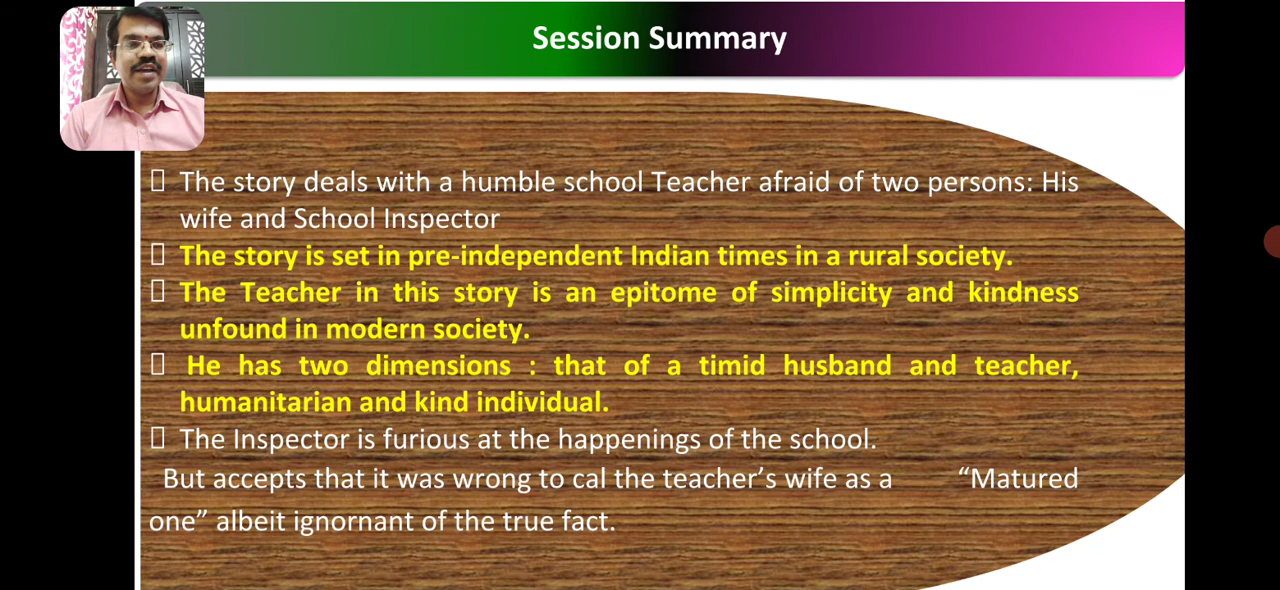 Session Summary
The story deals with a humble school Teacher afraid of two persons: His
wife and School Inspector
The story is set in pre-independent Indian times in a rural society.
The Teacher in this story is an epitome of simplicity and kindness
unfound in modern society.
He has two dimensions : that of a timid husband and teacher,
humanitarian and kind individual.
The Inspector is furious at the happenings of the school.
But accepts that it was wrong to cal the teacher’s wife as a “Matured
one” albeit ignornant of the true fact.